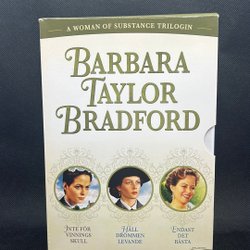 A WOMAN OF SUBSTANCE TRILOGIN
BARBARA
TAYLOR
BRADFORD
INTE FÖR
VINNINGS
SKULL
HÅLL
DRÖMMEN
LEVANDE
ENDAST
DET
BÄSTA